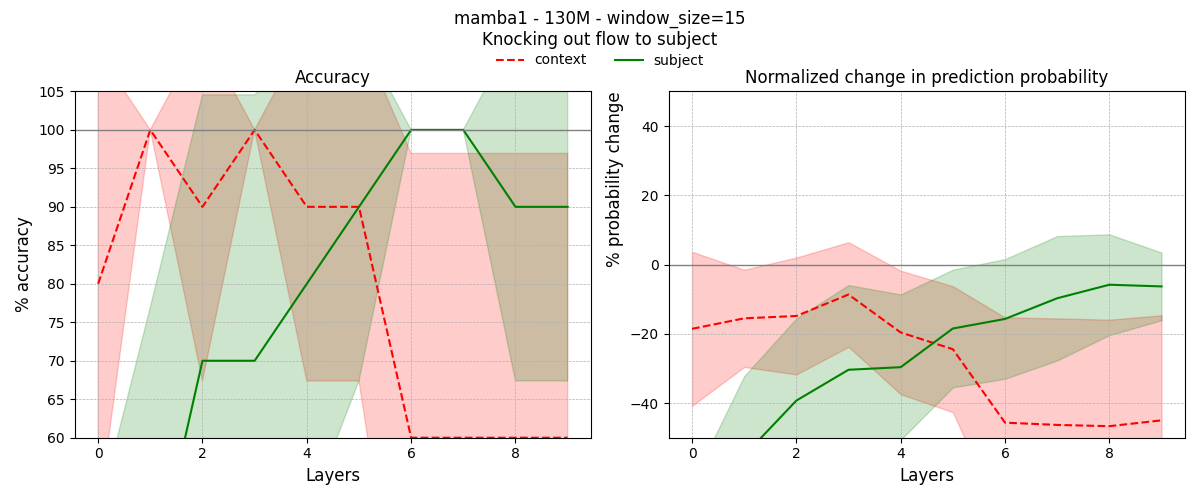 mamba1 - 130M - window_size=15
Knocking out flow to subject
context
subject
Accuracy
105
100
95
90
85
80
75
70
65
60
% accuracy
0 2 4 6 8
Layers
Normalized change in prediction probability
40
20
0
−20
−40
% probability change
0 2 4 6 8
Layers